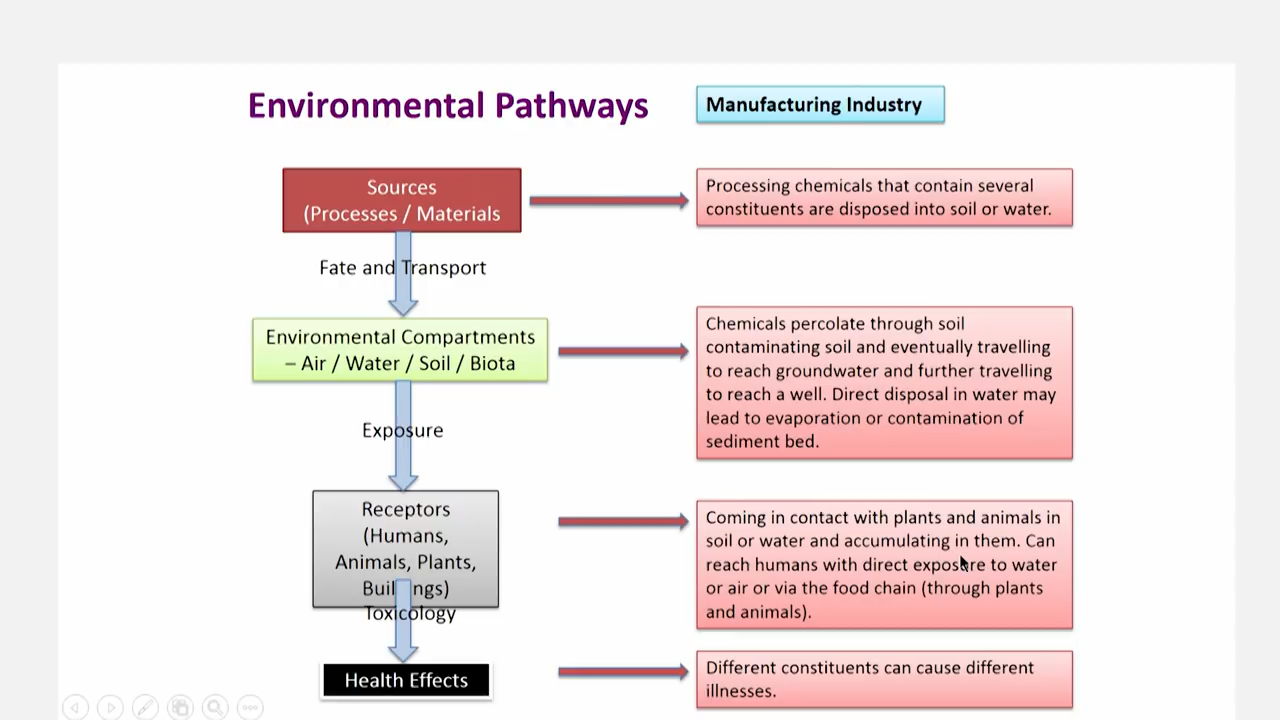 Environmental Pathways
Manufacturing Industry
Sources
(Processes / Materials
Processing chemicals that contain several
constituents are disposed into soil or water.
Fate and Transport
Environmental Compartments
– Air / Water / Soil / Biota
Chemicals percolate through soil
contaminating soil and eventually travelling
to reach groundwater and further travelling
to reach a well. Direct disposal in water may
lead to evaporation or contamination of
sediment bed.
Exposure
Receptors
(Humans,
Animals, Plants,
Buildings)
Coming in contact with plants and animals in
soil or water and accumulating in them. Can
reach humans with direct exposure to water
or air or via the food chain (through plants
and animals).
Toxicology
Health Effects
Different constituents can cause different
illnesses.